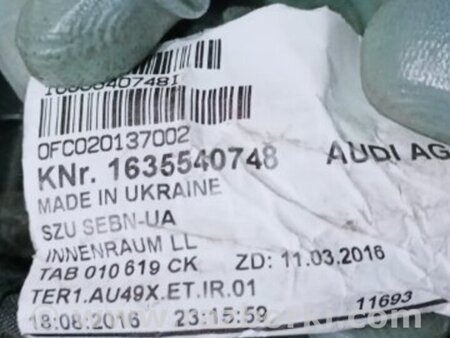 0FC020137002
KNr. 1635540748 AUDI AG
MADE IN UKRAINE
SZU SEBN-UA
INNENRAUM LL
TAB 010 619 CK ZD: 11.03.2016
TER1.AU49X.ET.IR.01
18:08:2016 23:15:59 11693